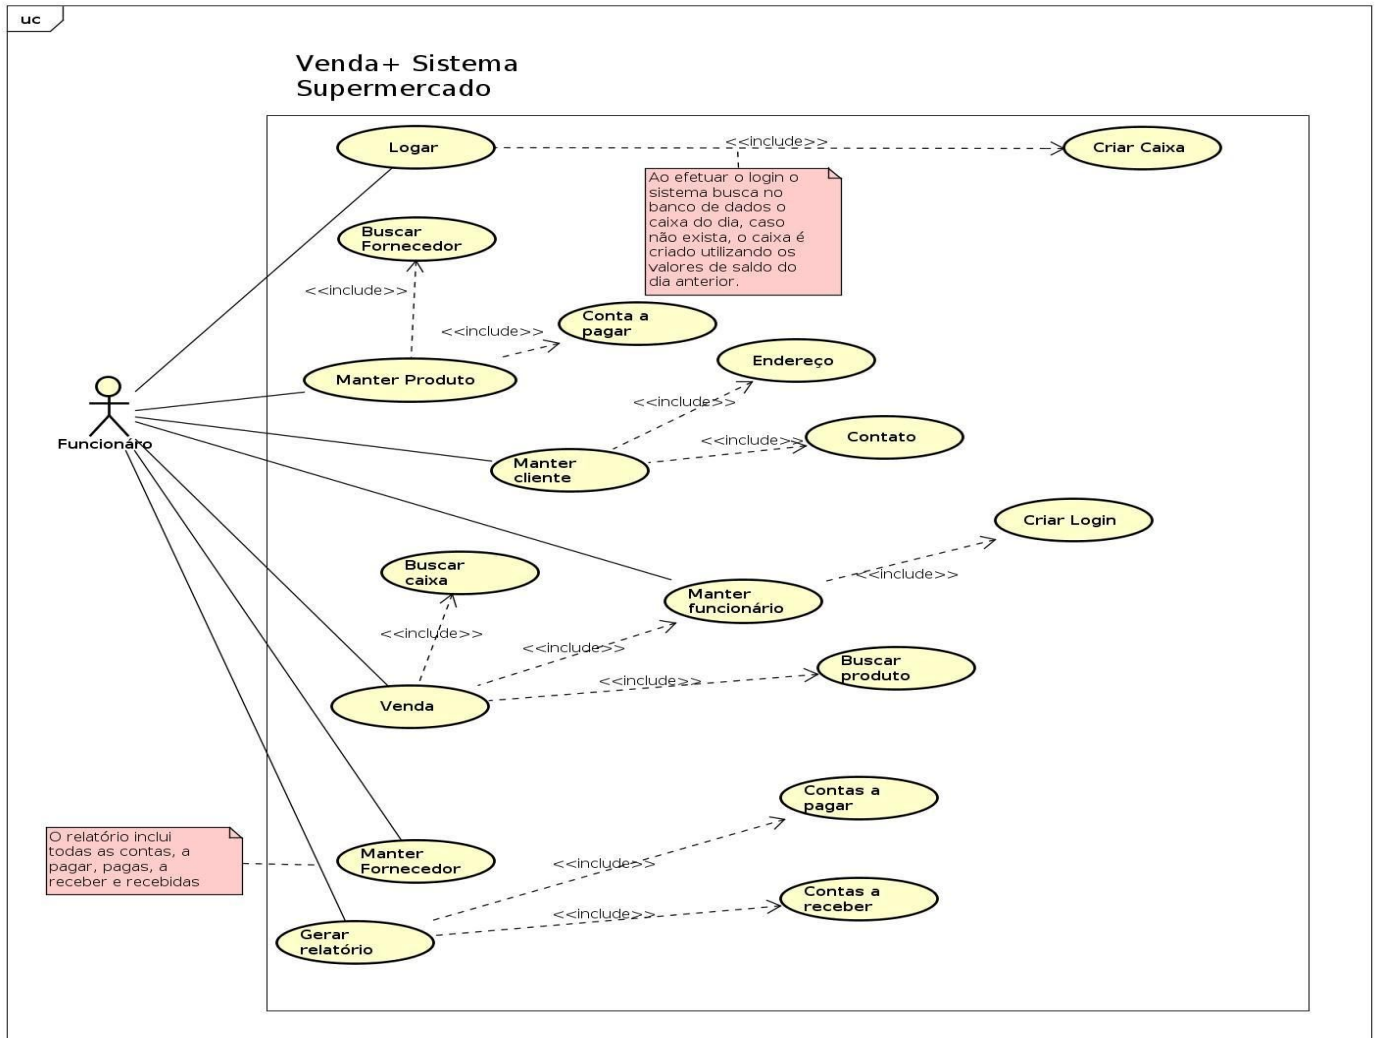 uc
Venda+ Sistema
Supermercado
Logar
<<include>>
Criar Caixa
Ao efetuar o login o
sistema busca no
banco de dados o
caixa do dia, caso
não exista, o caixa é
criado utilizando os
valores de saldo do
dia anterior.
Buscar
Fornecedor
<<include>>
Conta a
pagar
<<include>>
Manter Produto
Endereço
<<include>>
Contato
<<include>>
Manter
cliente
Funcionáro
Criar Login
<<include>>
Buscar
caixa
Manter
funcionário
<<include>>
<<include>>
Buscar
produto
<<include>>
Venda
Contas a
pagar
<<include>>
O relatório inclui
todas as contas, a
pagar, pagas, a
receber e recebidas
Manter
Fornecedor
Contas a
receber
<<include>>
Gerar
relatório